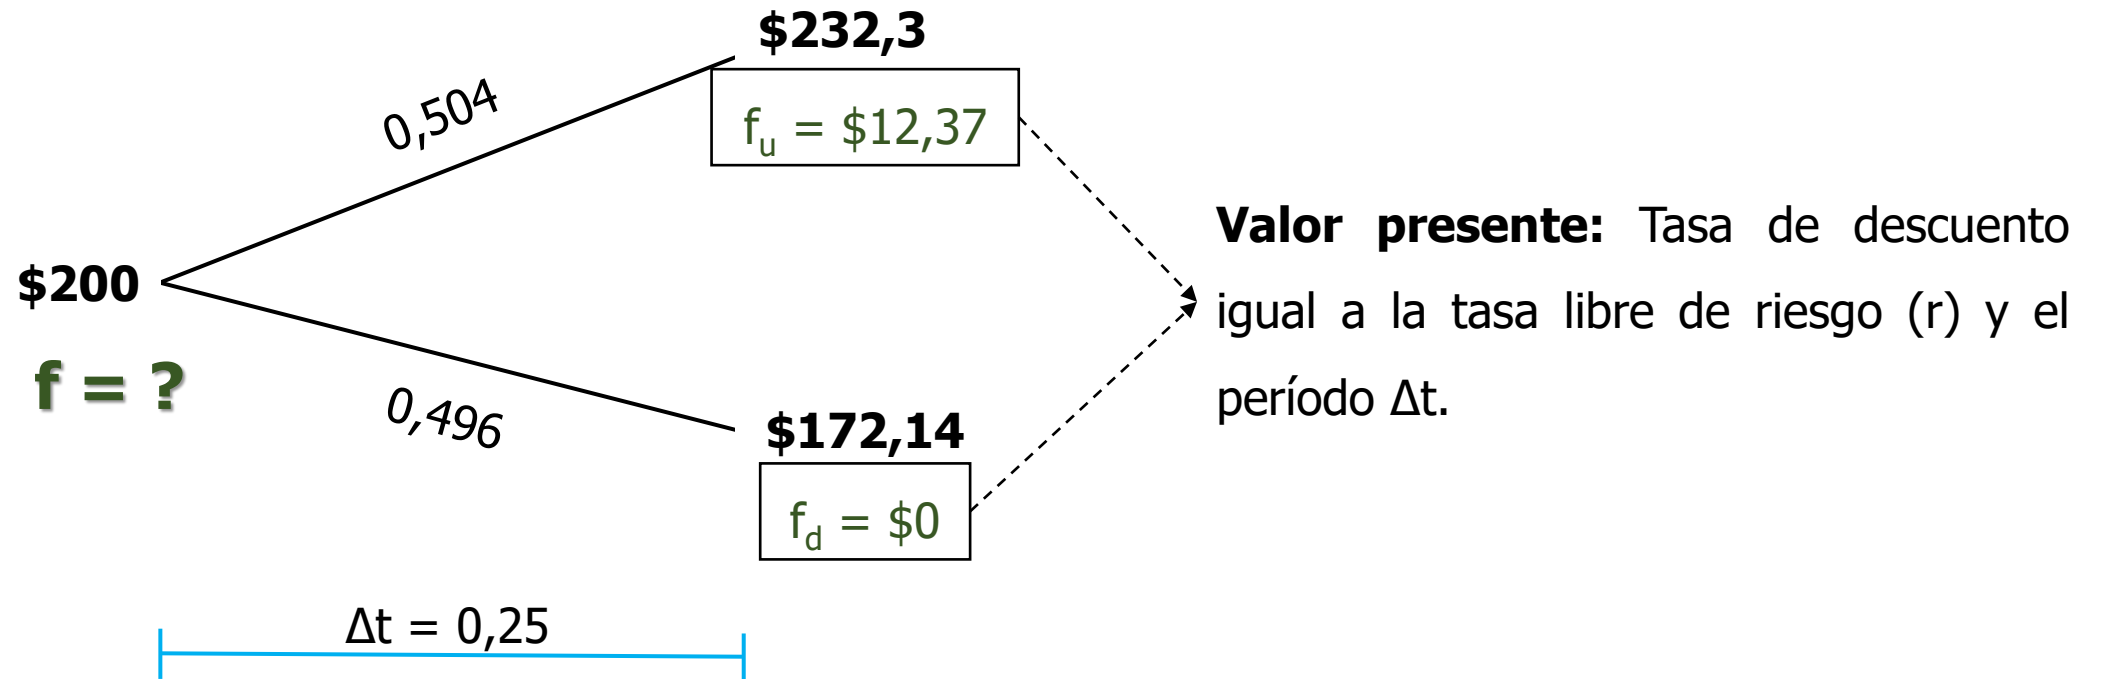 $232,3
0,504
f_u = $12,37
Valor presente: Tasa de descuento
igual a la tasa libre de riesgo (r) y el
período Δt.
$200
f = ?
0,496
$172,14
f_d = $0
Δt = 0,25